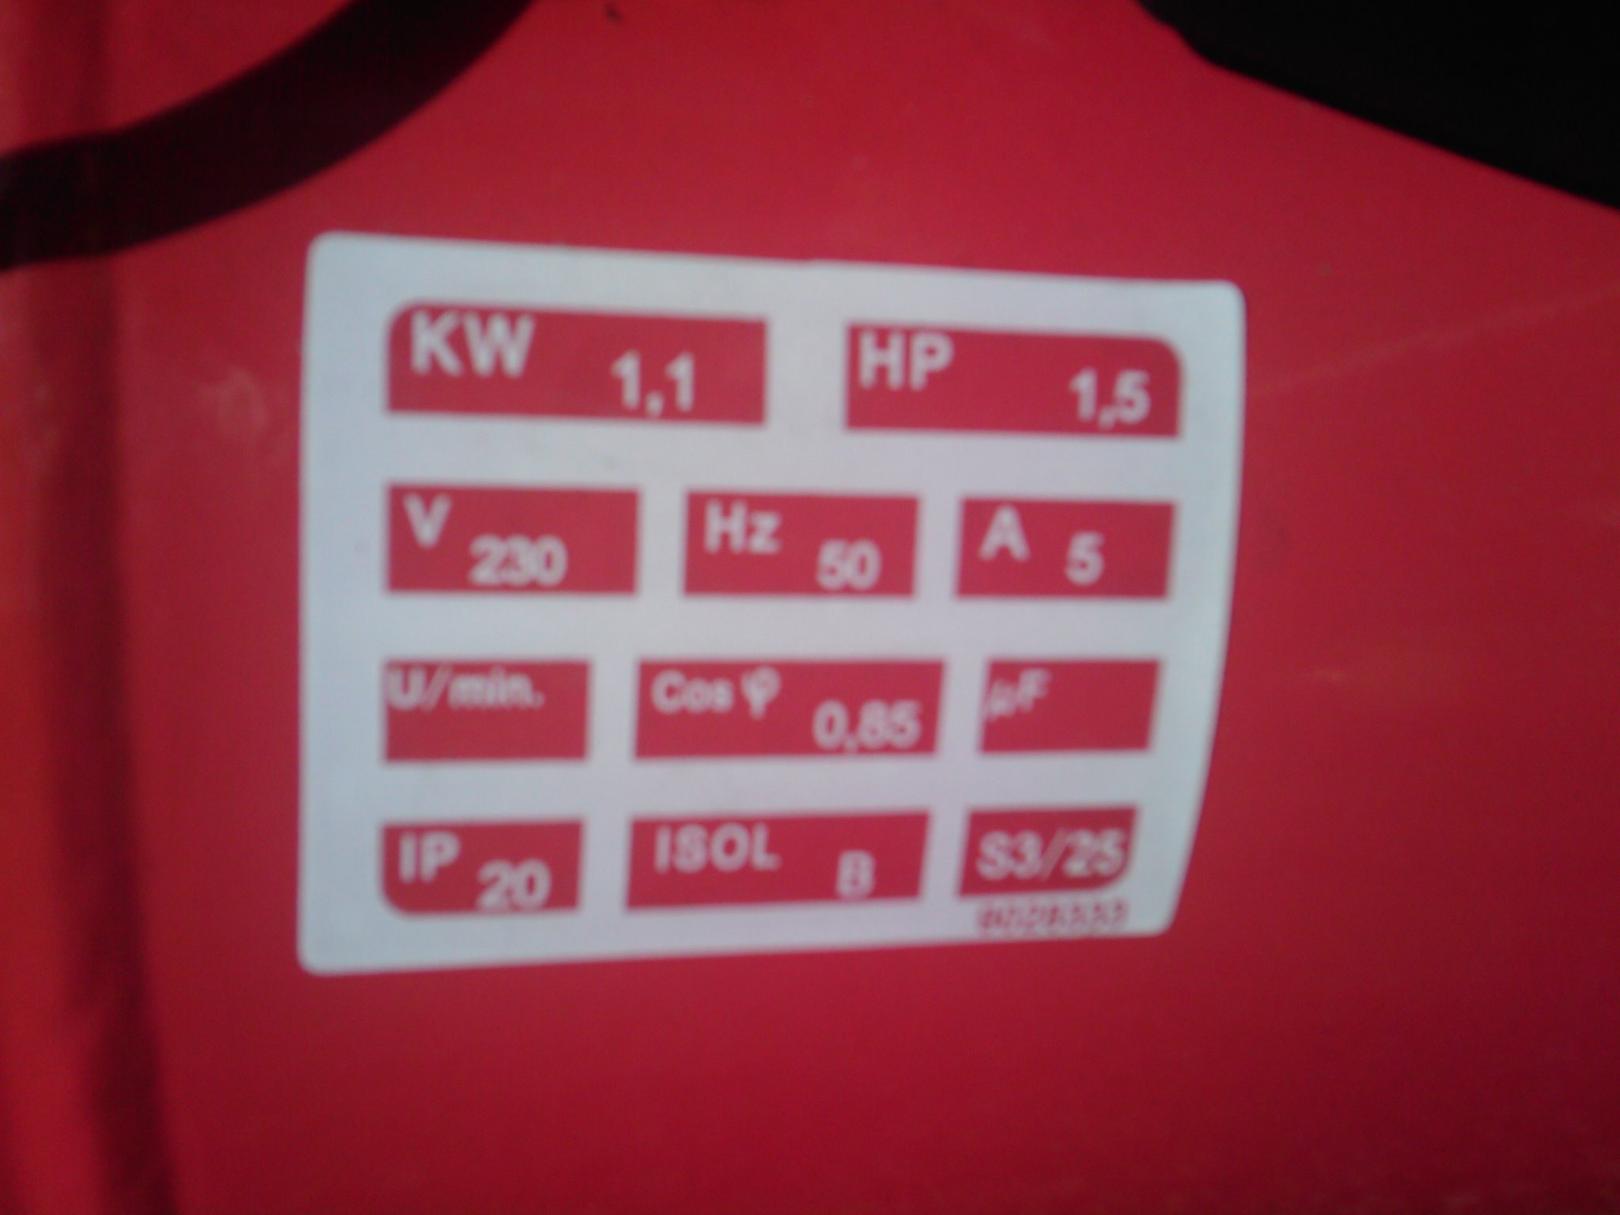 KW 1,1 HP 1,5
V 230 Hz 50 A 5
U/min. Cos φ 0,85 μF
IP 20 ISOL B S3/25